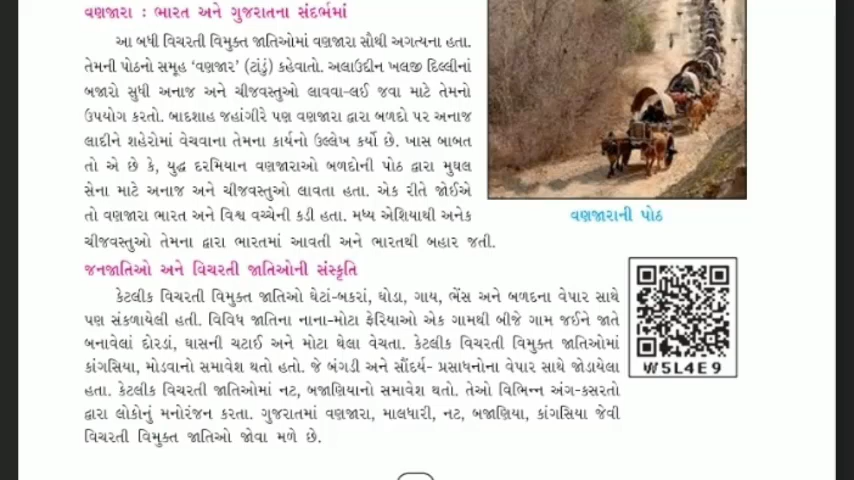 વણજારા : ભારત અને ગુજરાતના સંદર્ભમાં
આ બધી વિચરતી વિમુક્ત જાતિઓમાં વણજારા સૌથી અગત્યના હતા.
તેમની પોઠનો સમૂહ ‘વણજાર’ (ટાંડું) કહેવાતો. અલાઉદ્દીન ખલજી દિલ્લીનાં
બજારો સુધી અનાજ અને ચીજવસ્તુઓ લાવવા-લઈ જવા માટે તેમનો
ઉપયોગ કરતો. બાદશાહ જહાંગીરે પણ વણજારા દ્વારા બળદો પર અનાજ
લાદીને શહેરોમાં વેચવાના તેમના કાર્યનો ઉલ્લેખ કર્યો છે. ખાસ બાબત
તો એ છે કે, યુદ્ધ દરમિયાન વણજારાઓ બળદોની પોઠ દ્વારા મુઘલ
સેના માટે અનાજ અને ચીજવસ્તુઓ લાવતા હતા. એક રીતે જોઈએ
તો વણજારા ભારત અને વિશ્વ વચ્ચેની કડી હતા. મધ્ય એશિયાથી અનેક
ચીજવસ્તુઓ તેમના દ્વારા ભારતમાં આવતી અને ભારતથી બહાર જતી.
વણજારાની પોઠ
જનજાતિઓ અને વિચરતી જાતિઓની સંસ્કૃતિ
કેટલીક વિચરતી વિમુક્ત જાતિઓ ઘેટાં-બકરાં, ઘોડા, ગાય, ભેંસ અને બળદના વેપાર સાથે
પણ સંકળાયેલી હતી. વિવિધ જાતિના નાના-મોટા ફેરિયાઓ એક ગામથી બીજે ગામ જઈને જાતે
બનાવેલાં દોરડાં, ઘાસની ચટાઈ અને મોટા થેલા વેચતા. કેટલીક વિચરતી વિમુક્ત જાતિઓમાં
કાંગસિયા, મોડવાનો સમાવેશ થતો હતો. જે બંગડી અને સૌંદર્ય- પ્રસાધનોના વેપાર સાથે જોડાયેલા
હતા. કેટલીક વિચરતી જાતિઓમાં નટ, બજાણિયાનો સમાવેશ થતો. તેઓ વિભિન્ન અંગ-કસરતો
દ્વારા લોકોનું મનોરંજન કરતા. ગુજરાતમાં વણજારા, માલધારી, નટ, બજાણિયા, કાંગસિયા જેવી
વિચરતી વિમુક્ત જાતિઓ જોવા મળે છે.
W5L4E9